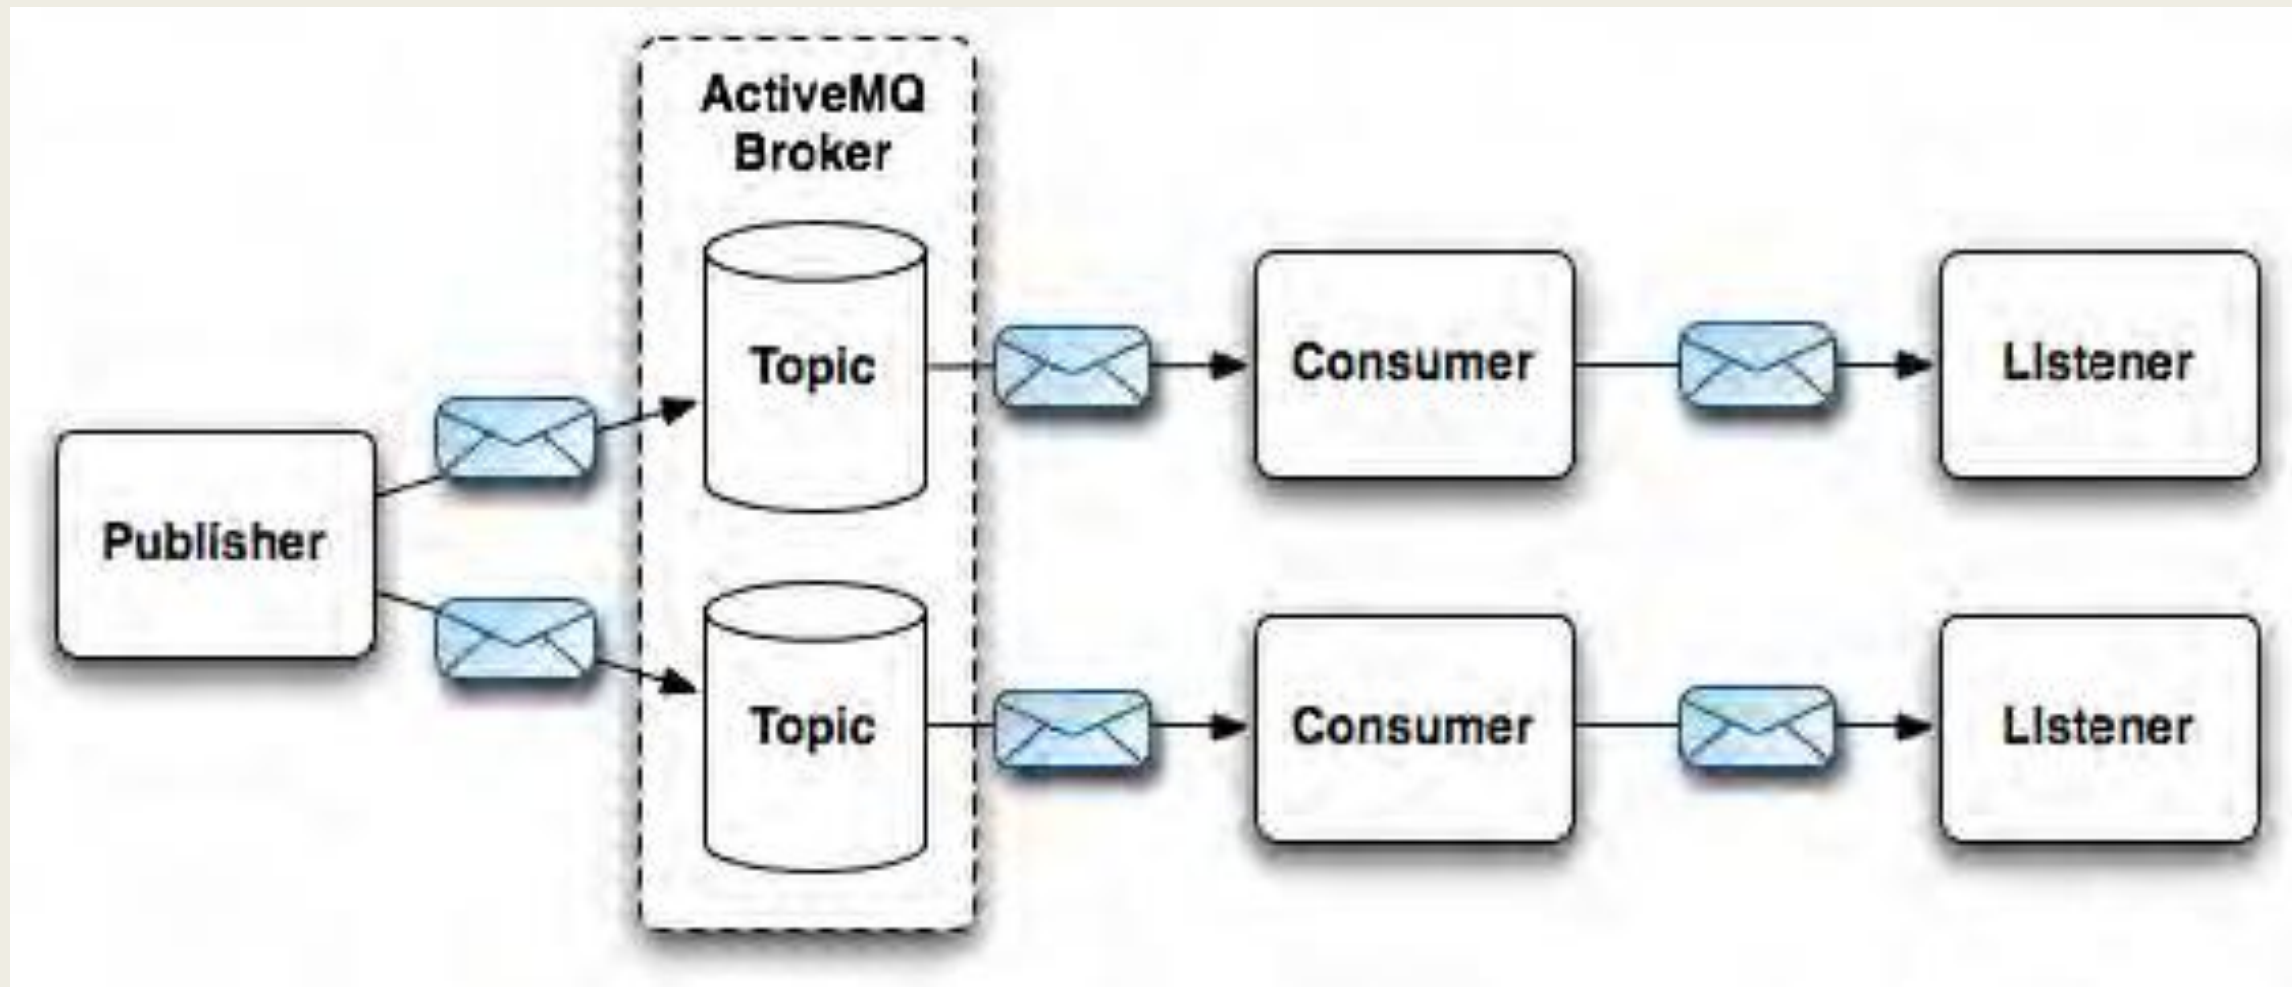 ActiveMQ
Broker
Publisher
Topic
Consumer
Listener
Topic
Consumer
Listener